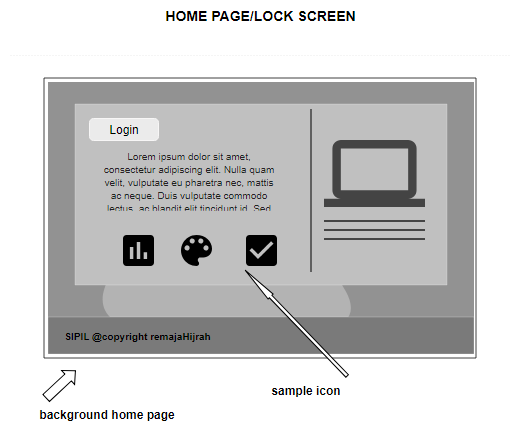 HOME PAGE/LOCK SCREEN
Login
Lorem ipsum dolor sit amet,
consectetur adipiscing elit. Nulla quam
velit, vulputate eu pharetra nec, mattis
ac neque. Duis vulputate commodo
lectus, ac blandit elit tincidunt id. Sed
SIPIL @copyright remajaHijrah
sample icon
background home page